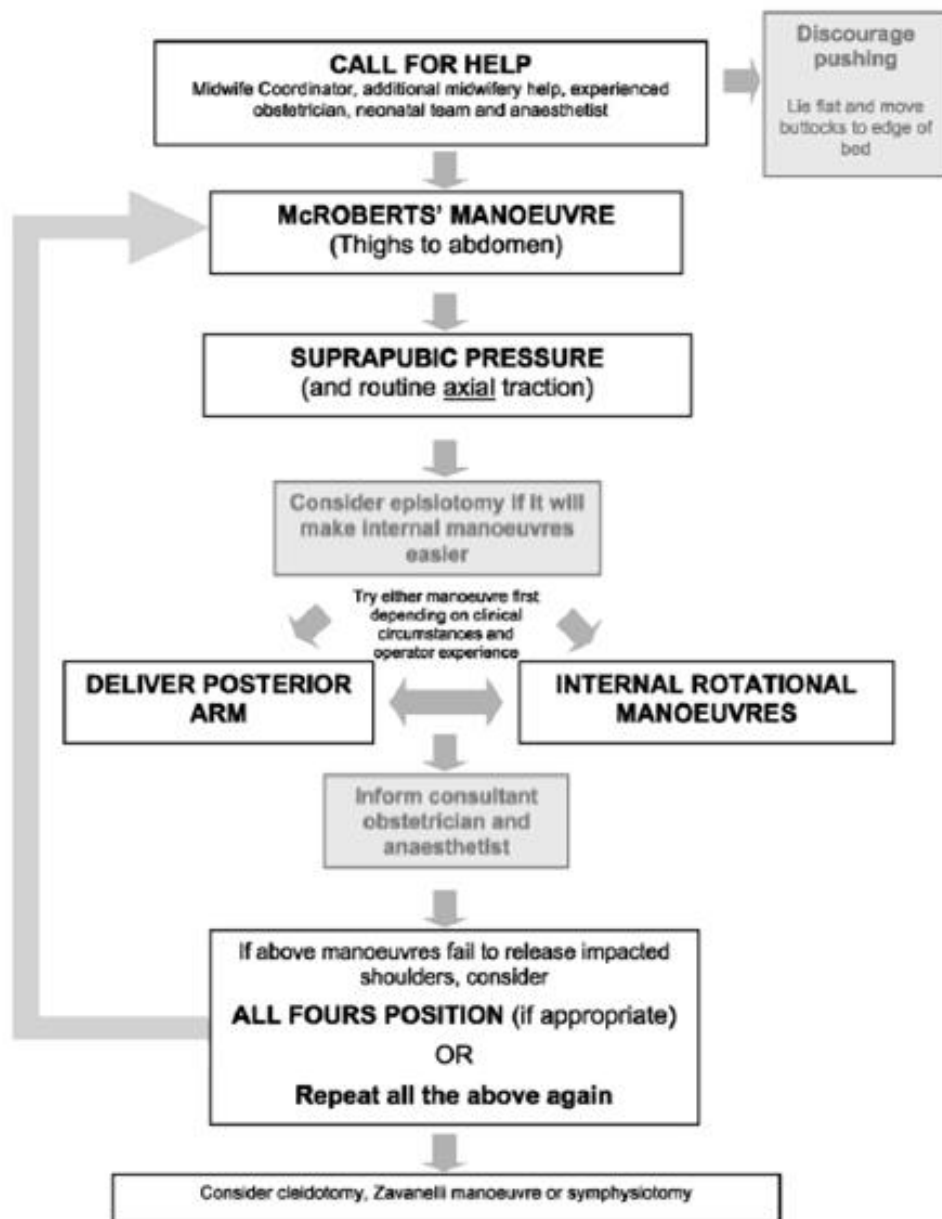 CALL FOR HELP
Midwife Coordinator, additional midwifery help, experienced
obstetrician, neonatal team and anaesthetist
Discourage
pushing
Lie flat and move
buttocks to edge of
bed
McROBERTS' MANOEUVRE
(Thighs to abdomen)
SUPRAPUBIC PRESSURE
(and routine axial traction)
Consider episiotomy if it will
make internal manoeuvres
easier
Try either manoeuvre first
depending on clinical
circumstances and
operator experience
DELIVER POSTERIOR
ARM
INTERNAL ROTATIONAL
MANOEUVRES
Inform consultant
obstetrician and
anaesthetist
If above manoeuvres fail to release impacted
shoulders, consider
ALL FOURS POSITION (if appropriate)
OR
Repeat all the above again
Consider cleidotomy, Zavanelli manoeuvre or symphysiotomy